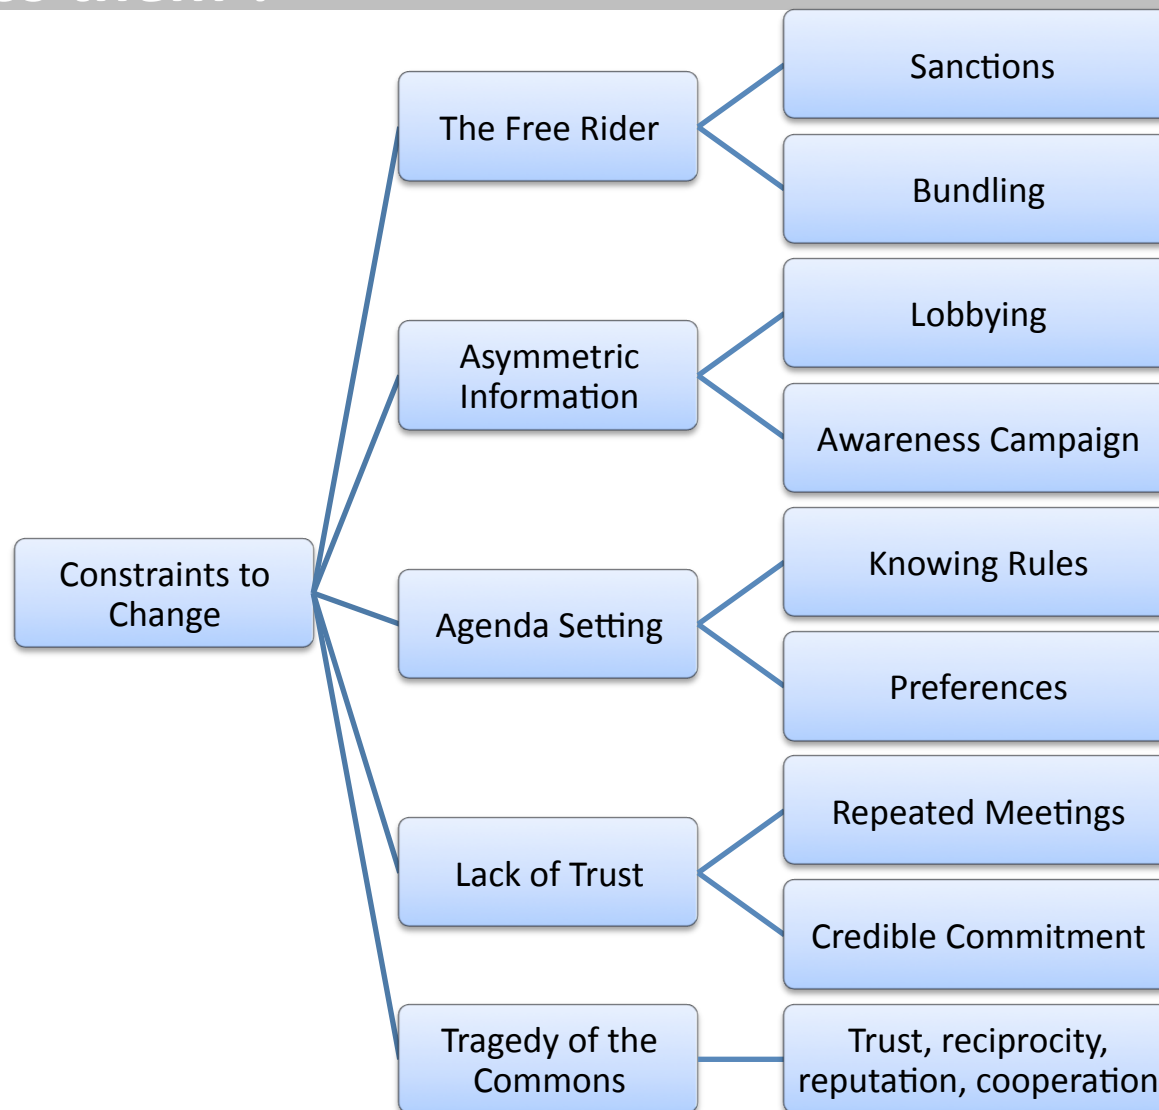 The Free Rider
Sanctions
Bundling
Asymmetric
Information
Lobbying
Awareness Campaign
Constraints to
Change
Agenda Setting
Knowing Rules
Preferences
Lack of Trust
Repeated Meetings
Credible Commitment
Tragedy of the
Commons
Trust, reciprocity,
reputation, cooperation